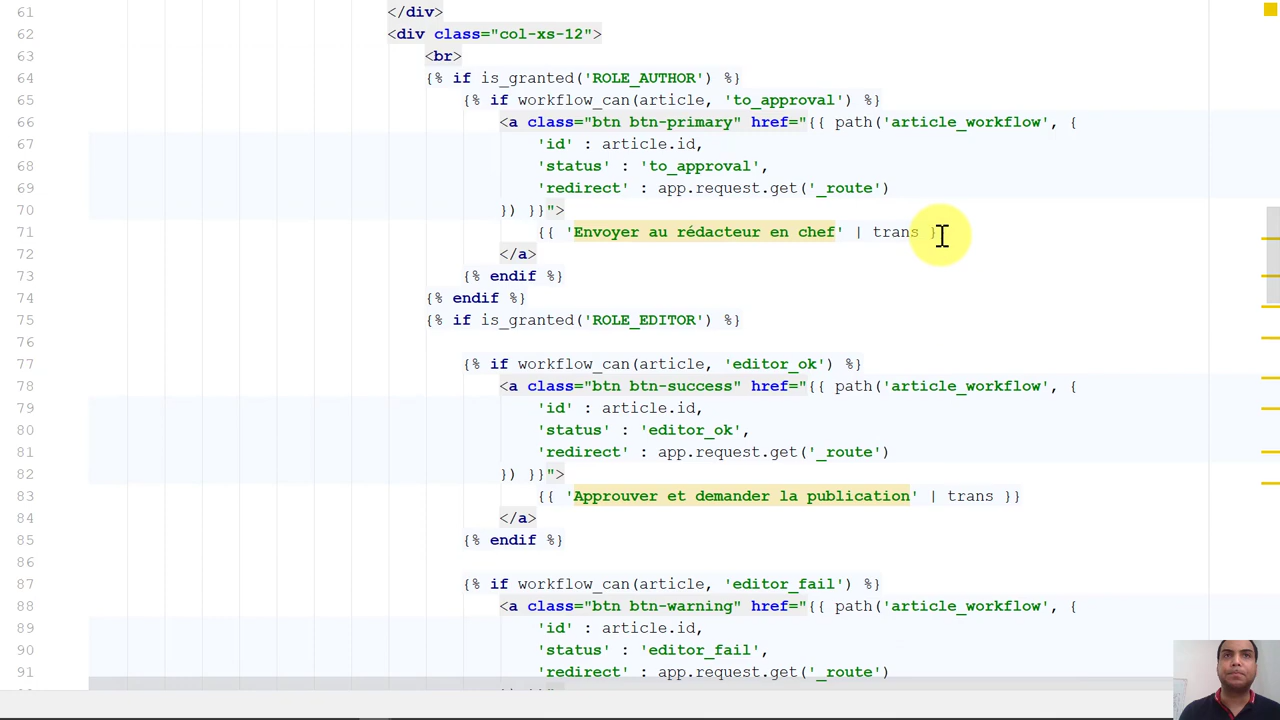 61 </div>
62 <div class="col-xs-12">
63 <br>
64 {% if is_granted('ROLE_AUTHOR') %}
65 {% if workflow_can(article, 'to_approval') %}
66 <a class="btn btn-primary" href="{{ path('article_workflow', {
67 'id' : article.id,
68 'status' : 'to_approval',
69 'redirect' : app.request.get('_route')
70 }) }}">
71 {{ 'Envoyer au rédacteur en chef' | trans }
72 </a>
73 {% endif %}
74 {% endif %}
75 {% if is_granted('ROLE_EDITOR') %}
76
77 {% if workflow_can(article, 'editor_ok') %}
78 <a class="btn btn-success" href="{{ path('article_workflow', {
79 'id' : article.id,
80 'status' : 'editor_ok',
81 'redirect' : app.request.get('_route')
82 }) }}">
83 {{ 'Approuver et demander la publication' | trans }}
84 </a>
85 {% endif %}
86
87 {% if workflow_can(article, 'editor_fail') %}
88 <a class="btn btn-warning" href="{{ path('article_workflow', {
89 'id' : article.id,
90 'status' : 'editor_fail',
91 'redirect' : app.request.get('_route')